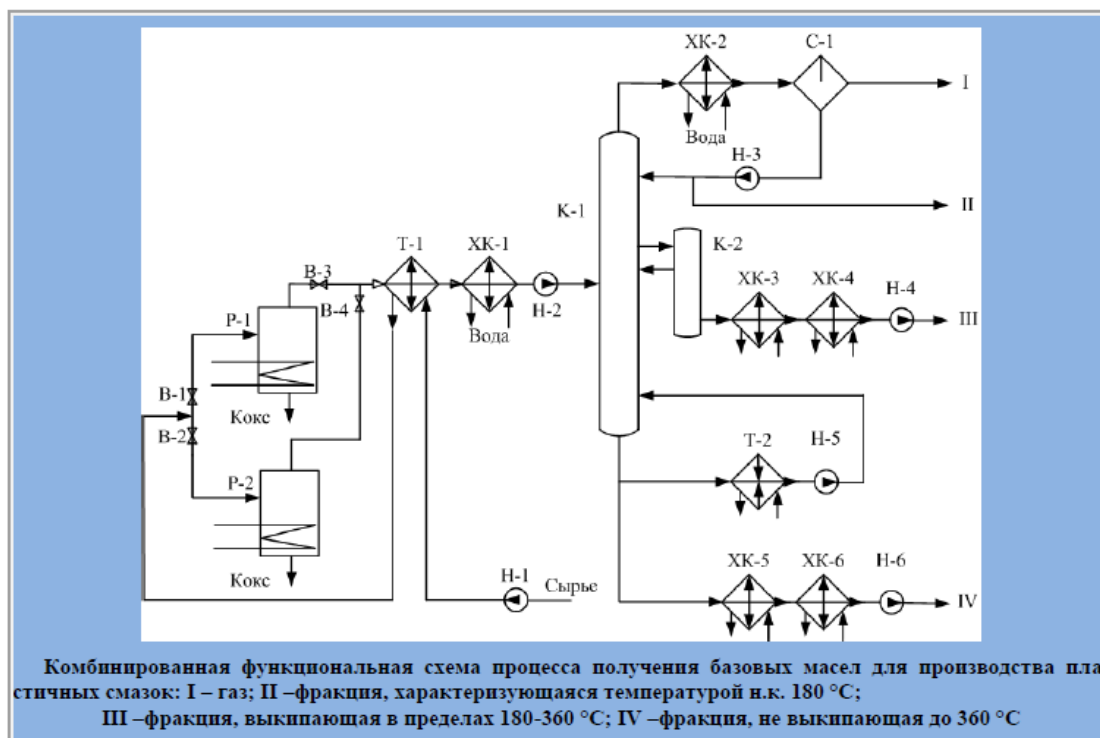 ХК-2
С-1
I
Вода
Н-3
К-1
II
Т-1
ХК-1
К-2
В-3
ХК-3
ХК-4
Н-4
В-4
Н-2
Р-1
III
Вода
В-1
Кокс
В-2
Т-2
Н-5
Р-2
ХК-5
ХК-6
Н-6
Кокс
Н-1
Сырье
IV
Комбинированная функциональная схема процесса получения базовых масел для производства пла
стичных смазок: I – газ; II –фракция, характеризующаяся температурой н.к. 180 °С;
III –фракция, выкипающая в пределах 180-360 °С; IV –фракция, не выкипающая до 360 °С